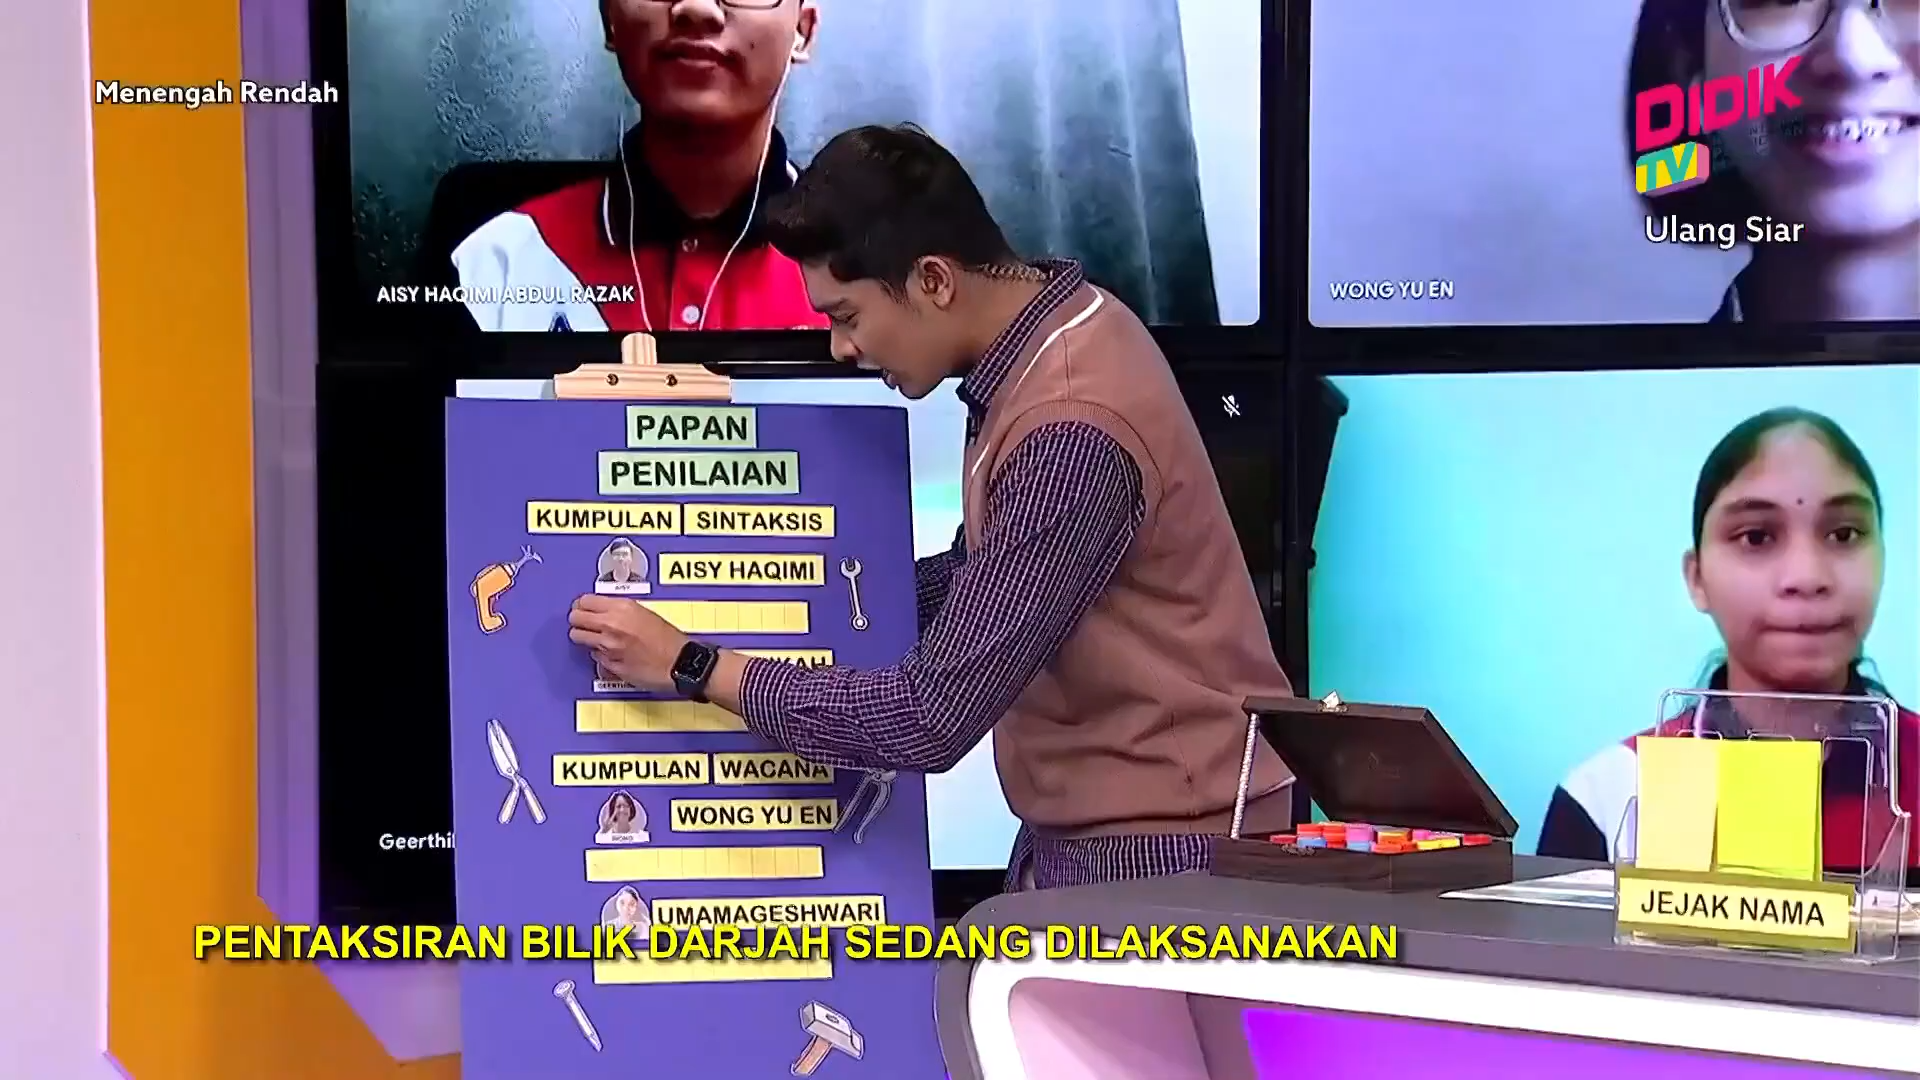 Menengah Rendah
DIDIK
TV
Ulang Siar
AISY HAQIMI ABDUL RAZAK
WONG YU EN
PAPAN
PENILAIAN
KUMPULAN SINTAKSIS
AISY HAQIMI
KUMPULAN WACANA
WONG YU EN
UMAMAGESHWARI
JEJAK NAMA
PENTAKSIRAN BILIK DARJAH SEDANG DILAKSANAKAN